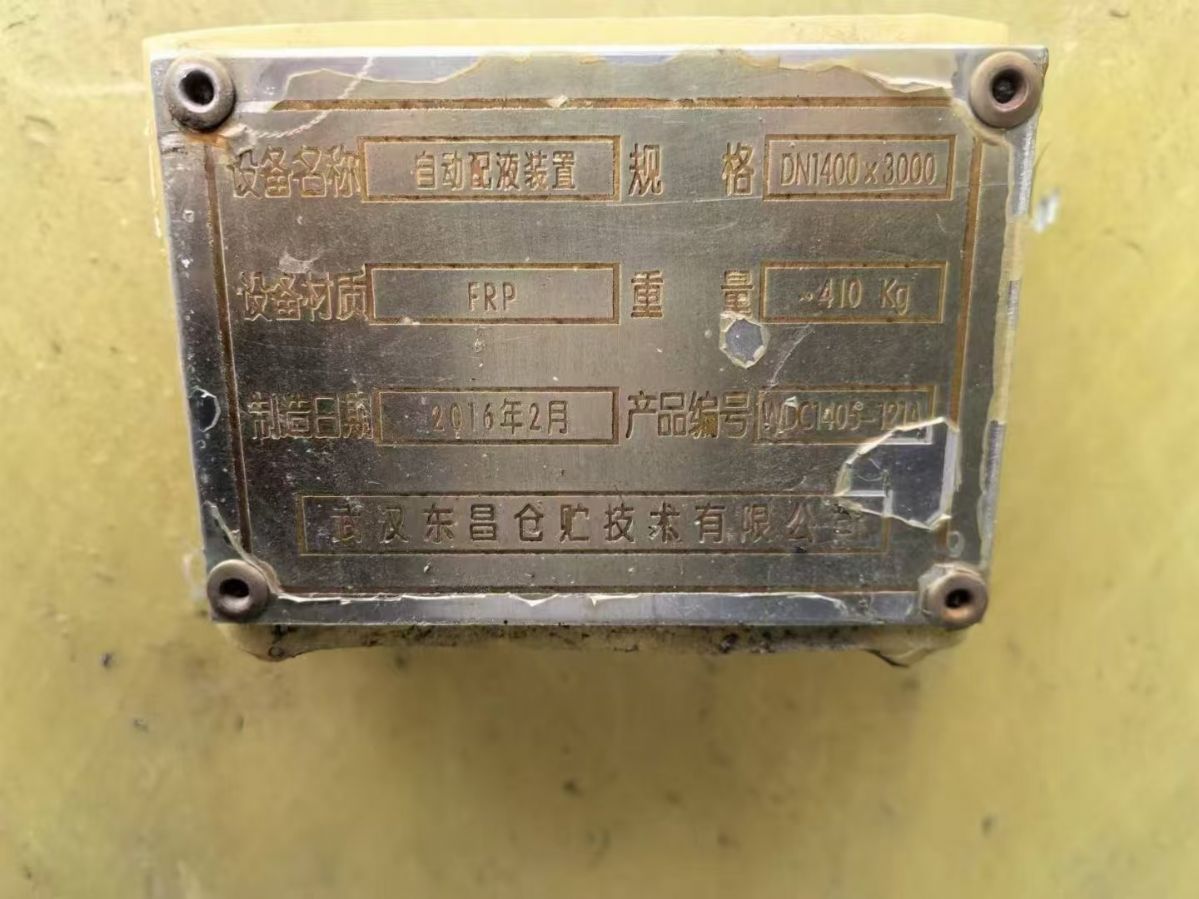 设备名称 自动配液装置 规格 DN1400×3000
设备材质 FRP 重量 ~410 Kg
制造日期 2016年2月 产品编号
武汉东昌仓贮技术有限公司